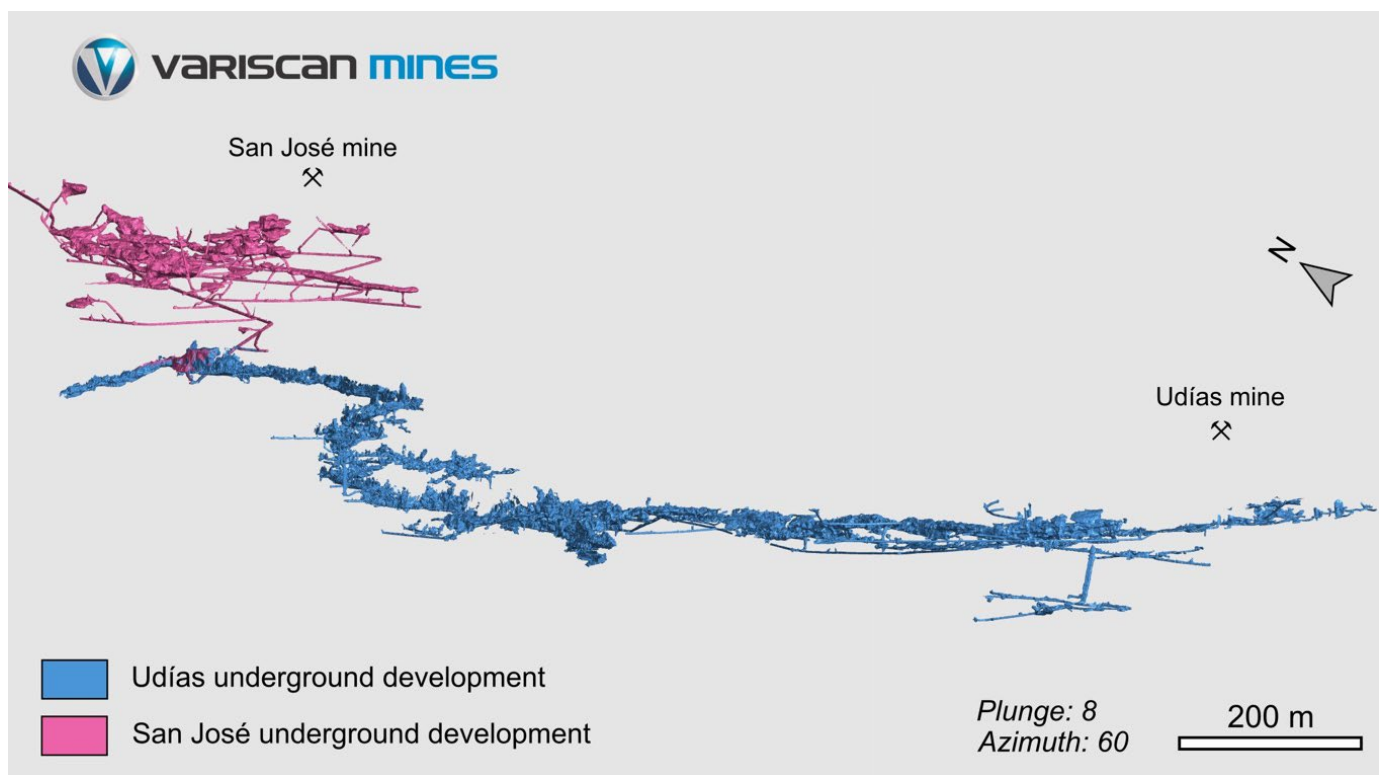 VARISCAN MINES
San José mine
N
Udías mine
Udías underground development
San José underground development
Plunge: 8
Azimuth: 60
200 m